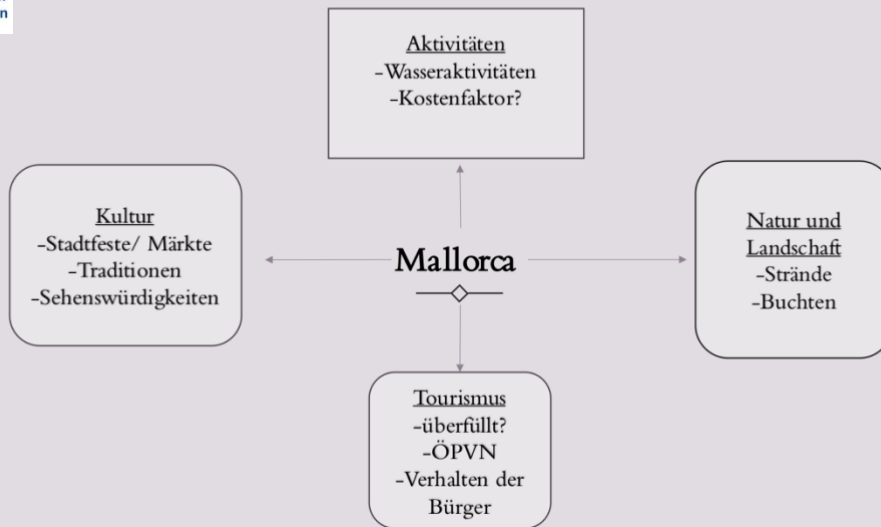 n
Aktivitäten
-Wasseraktivitäten
-Kostenfaktor?
Kultur
-Stadtfeste/ Märkte
-Traditionen
-Sehenswürdigkeiten
Mallorca
Natur und
Landschaft
-Strände
-Buchten
Tourismus
-überfüllt?
-ÖPVN
-Verhalten der
Bürger